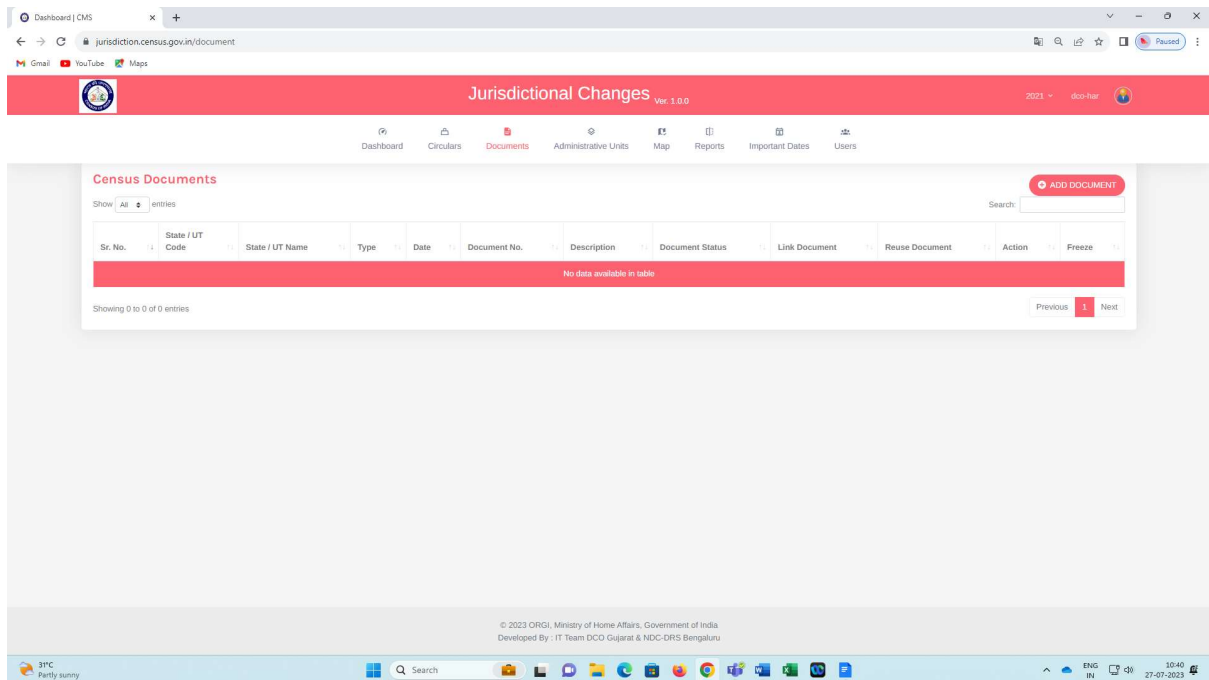 Dashboard | CMS
jurisdiction.census.gov.in/document
Paused
Gmail YouTube Maps
Jurisdictional Changes Ver. 1.0.0
2021 dco-har
Dashboard Circulars Documents Administrative Units Map Reports Important Dates Users
Census Documents
ADD DOCUMENT
Show All entries
Search:
Sr. No. State / UT Code State / UT Name Type Date Document No. Description Document Status Link Document Reuse Document Action Freeze
No data available in table
Showing 0 to 0 of 0 entries
Previous 1 Next
© 2023 ORGI, Ministry of Home Affairs, Government of India
Developed By : IT Team DCO Gujarat & NDC-DRS Bengaluru
31°C
Partly sunny
Search
ENG
IN
10:40
27-07-2023